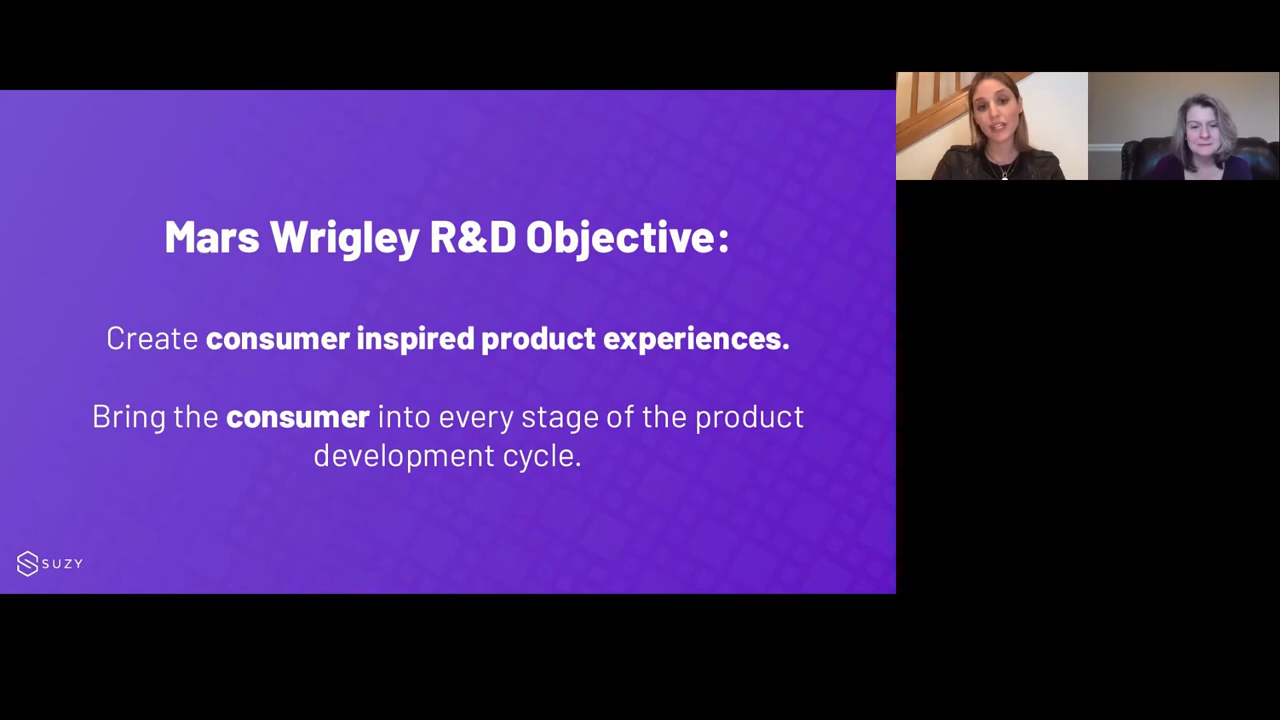 Mars Wrigley R&D Objective:
Create consumer inspired product experiences.
Bring the consumer into every stage of the product
development cycle.
SUZY